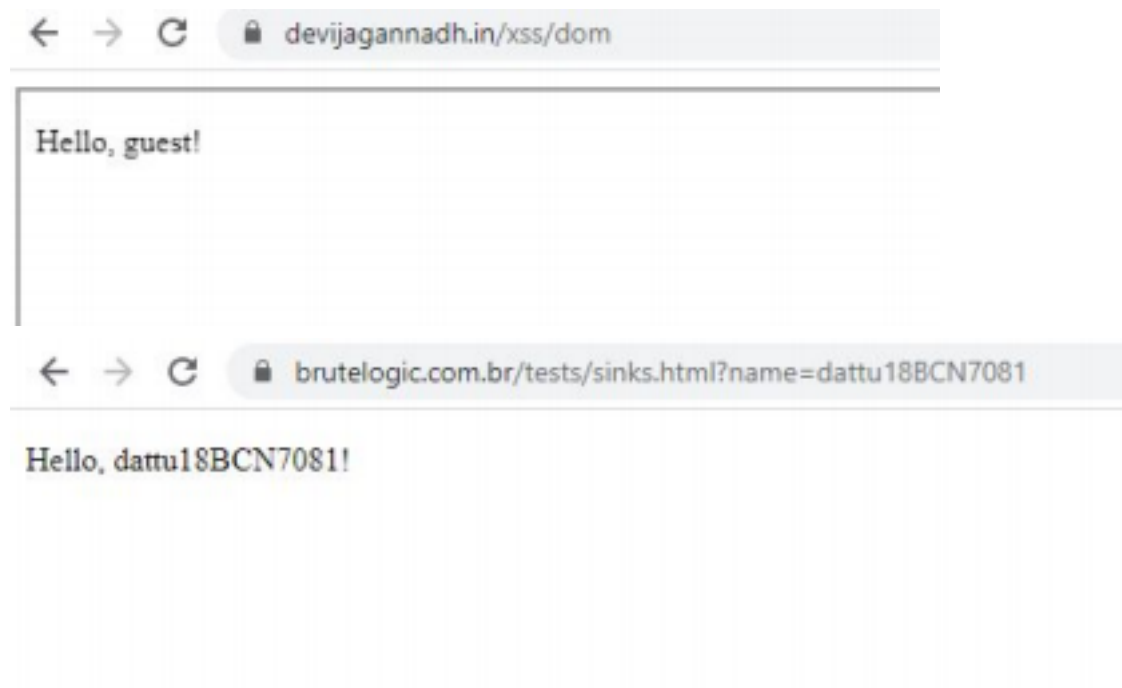 devijagannadh.in/xss/dom
Hello, guest!
brutelogic.com.br/tests/sinks.html?name=dattu18BCN7081
Hello, dattu18BCN7081!